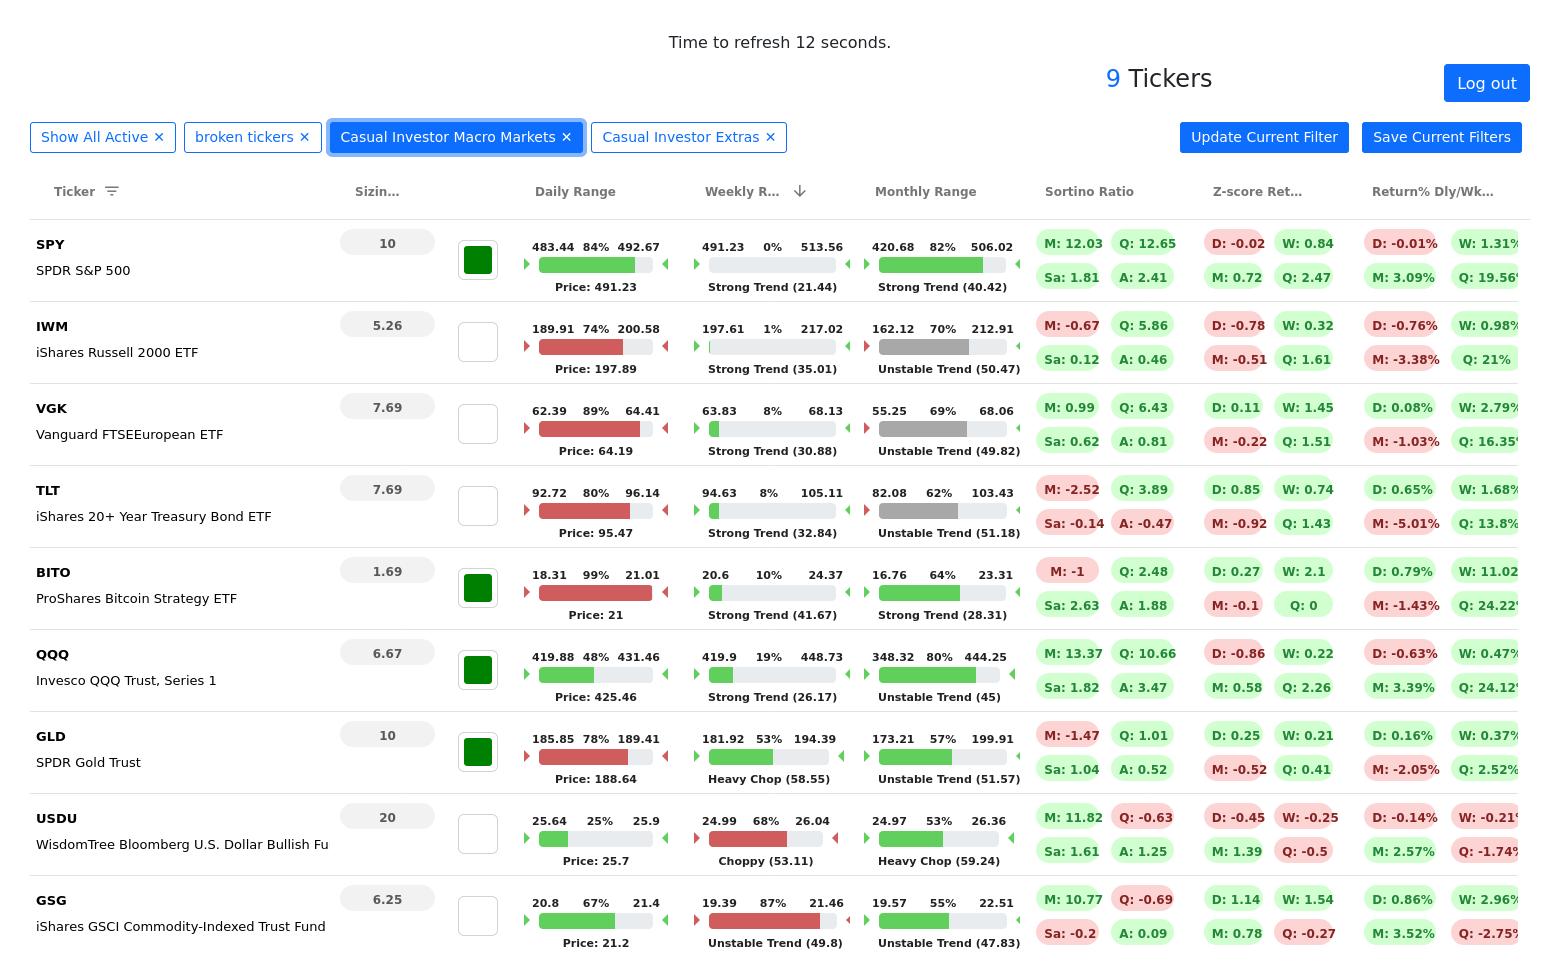 Time to refresh 12 seconds.
9 Tickers
Log out
Show All Active ✕ broken tickers ✕ Casual Investor Macro Markets ✕ Casual Investor Extras ✕ Update Current Filter Save Current Filters
Ticker Sizin... Daily Range Weekly R... Monthly Range Sortino Ratio Z-score Ret... Return% Dly/Wk...
SPY 10 483.44 84% 492.67 491.23 0% 513.56 420.68 82% 506.02 M: 12.03 Q: 12.65 D: -0.02 W: 0.84 D: -0.01% W: 1.31%
SPDR S&P 500 Sa: 1.81 A: 2.41 M: 0.72 Q: 2.47 M: 3.09% Q: 19.56%
Price: 491.23 Strong Trend (21.44) Strong Trend (40.42)
IWM 5.26 189.91 74% 200.58 197.61 1% 217.02 162.12 70% 212.91 M: -0.67 Q: 5.86 D: -0.78 W: 0.32 D: -0.76% W: 0.98%
iShares Russell 2000 ETF Sa: 0.12 A: 0.46 M: -0.51 Q: 1.61 M: -3.38% Q: 21%
Price: 197.89 Strong Trend (35.01) Unstable Trend (50.47)
VGK 7.69 62.39 89% 64.41 63.83 8% 68.13 55.25 69% 68.06 M: 0.99 Q: 6.43 D: 0.11 W: 1.45 D: 0.08% W: 2.79%
Vanguard FTSEEuropean ETF Sa: 0.62 A: 0.81 M: -0.22 Q: 1.51 M: -1.03% Q: 16.35%
Price: 64.19 Strong Trend (30.88) Unstable Trend (49.82)
TLT 7.69 92.72 80% 96.14 94.63 8% 105.11 82.08 62% 103.43 M: -2.52 Q: 3.89 D: 0.85 W: 0.74 D: 0.65% W: 1.68%
iShares 20+ Year Treasury Bond ETF Sa: -0.14 A: -0.47 M: -0.92 Q: 1.43 M: -5.01% Q: 13.8%
Price: 95.47 Strong Trend (32.84) Unstable Trend (51.18)
BITO 1.69 18.31 99% 21.01 20.6 10% 24.37 16.76 64% 23.31 M: -1 Q: 2.48 D: 0.27 W: 2.1 D: 0.79% W: 11.02
ProShares Bitcoin Strategy ETF Sa: 2.63 A: 1.88 M: -0.1 Q: 0 M: -1.43% Q: 24.22%
Price: 21 Strong Trend (41.67) Strong Trend (28.31)
QQQ 6.67 419.88 48% 431.46 419.9 19% 448.73 348.32 80% 444.25 M: 13.37 Q: 10.66 D: -0.86 W: 0.22 D: -0.63% W: 0.47%
Invesco QQQ Trust, Series 1 Sa: 1.82 A: 3.47 M: 0.58 Q: 2.26 M: 3.39% Q: 24.12%
Price: 425.46 Strong Trend (26.17) Unstable Trend (45)
GLD 10 185.85 78% 189.41 181.92 53% 194.39 173.21 57% 199.91 M: -1.47 Q: 1.01 D: 0.25 W: 0.21 D: 0.16% W: 0.37%
SPDR Gold Trust Sa: 1.04 A: 0.52 M: -0.52 Q: 0.41 M: -2.05% Q: 2.52%
Price: 188.64 Heavy Chop (58.55) Unstable Trend (51.57)
USDU 20 25.64 25% 25.9 24.99 68% 26.04 24.97 53% 26.36 M: 11.82 Q: -0.63 D: -0.45 W: -0.25 D: -0.14% W: -0.21%
WisdomTree Bloomberg U.S. Dollar Bullish Fu Sa: 1.61 A: 1.25 M: 1.39 Q: -0.5 M: 2.57% Q: -1.74%
Price: 25.7 Choppy (53.11) Heavy Chop (59.24)
GSG 6.25 20.8 67% 21.4 19.39 87% 21.46 19.57 55% 22.51 M: 10.77 Q: -0.69 D: 1.14 W: 1.54 D: 0.86% W: 2.96%
iShares GSCI Commodity-Indexed Trust Fund Sa: -0.2 A: 0.09 M: 0.78 Q: -0.27 M: 3.52% Q: -2.75%
Price: 21.2 Unstable Trend (49.8) Unstable Trend (47.83)